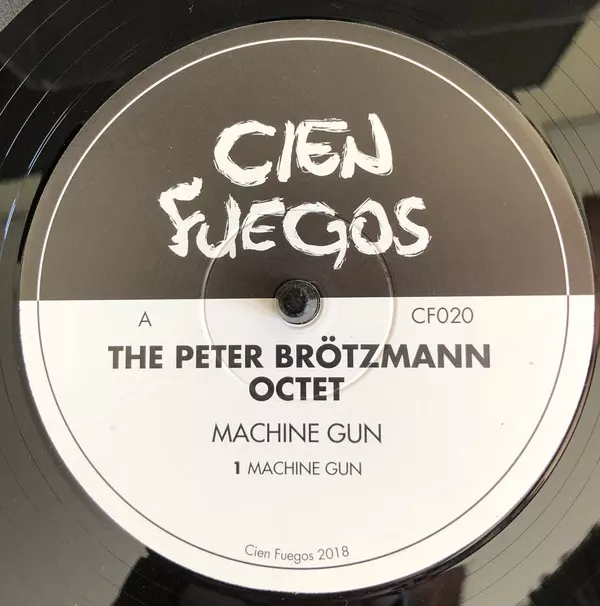 CIEN
FUEGOS
A
CF020
THE PETER BRÖTZMANN
OCTET
MACHINE GUN
1 MACHINE GUN
Cien Fuegos 2018